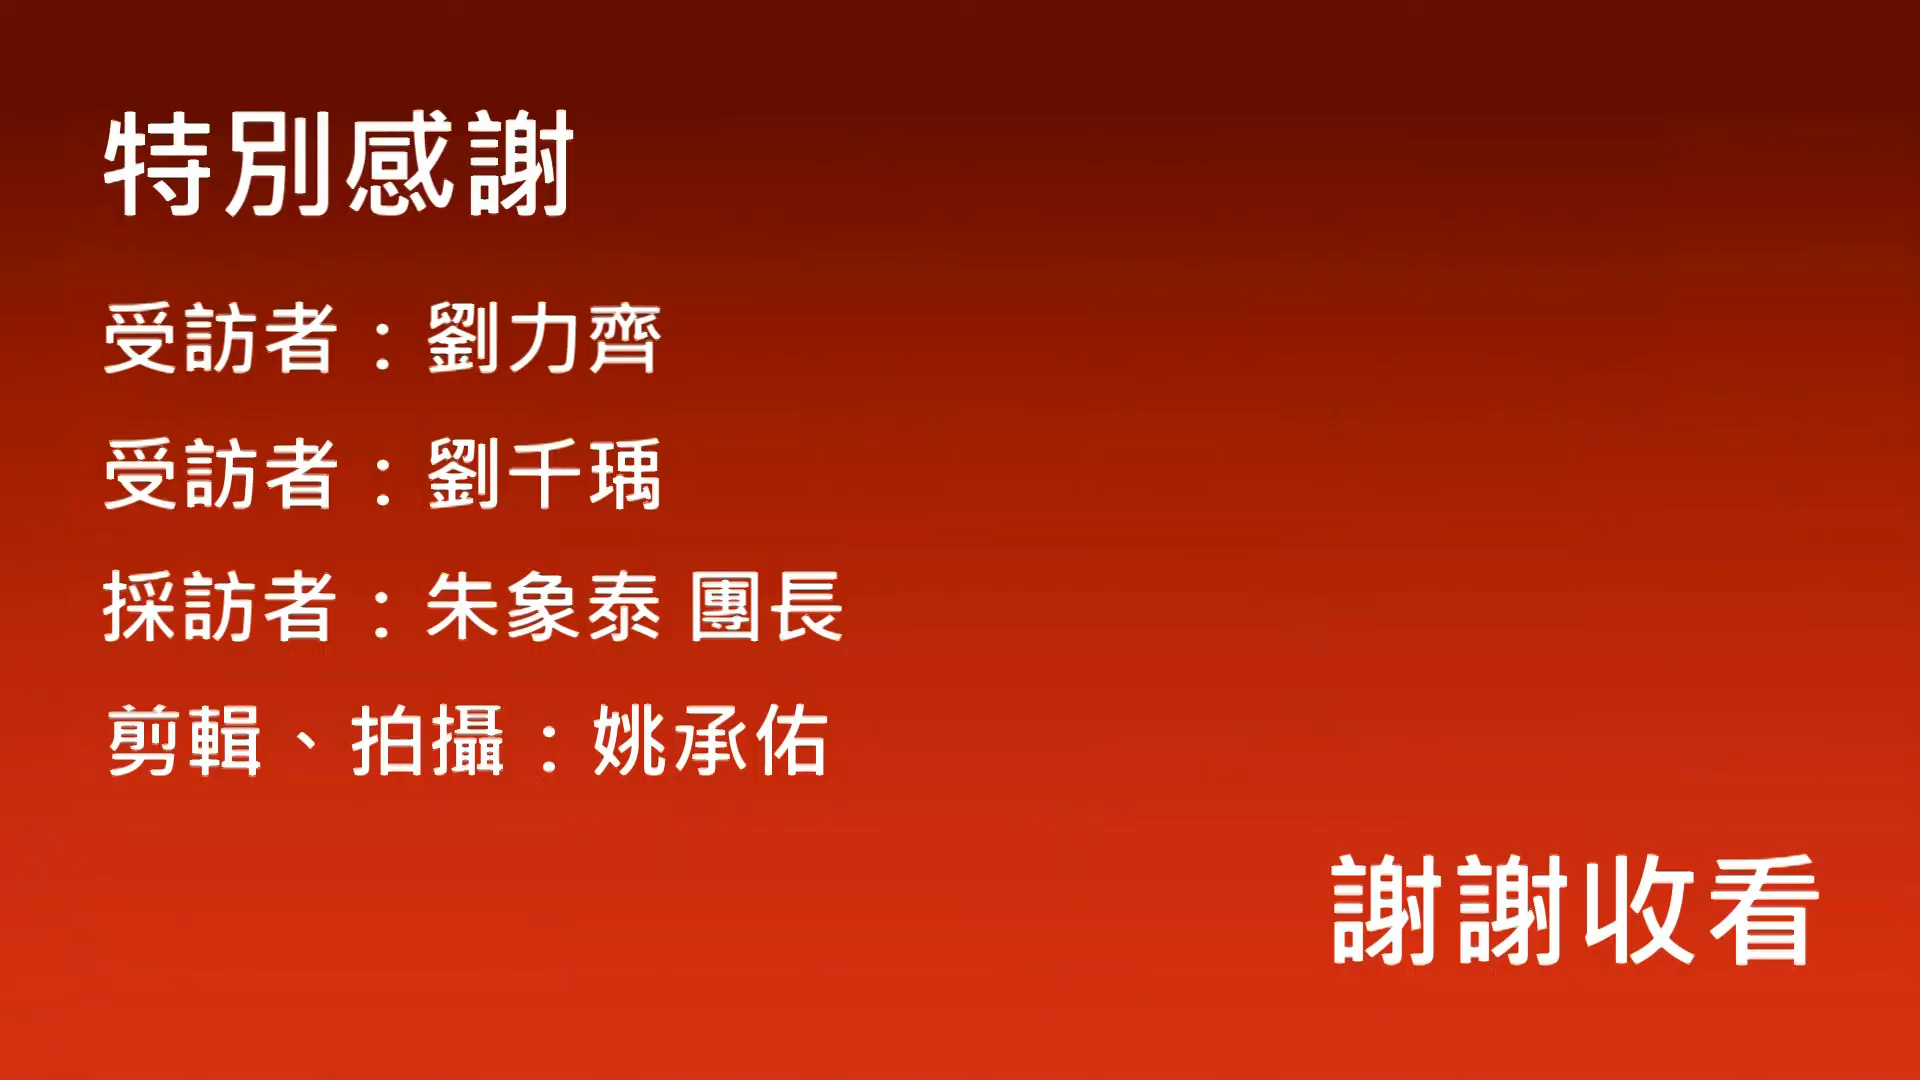 特別感謝
受訪者：劉力齊
受訪者：劉千瑀
採訪者：朱象泰 團長
剪輯、拍攝：姚承佑
謝謝收看